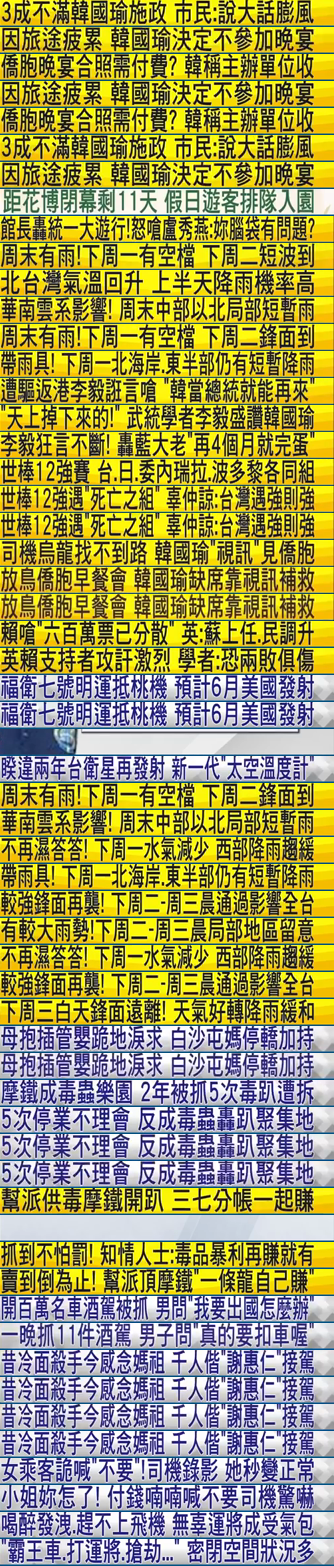 3成不滿韓國瑜施政 市民:說大話膨風
因旅途疲累 韓國瑜決定不參加晚宴
僑胞晚宴合照需付費? 韓稱主辦單位收
因旅途疲累 韓國瑜決定不參加晚宴
僑胞晚宴合照需付費? 韓稱主辦單位收
3成不滿韓國瑜施政 市民:說大話膨風
因旅途疲累 韓國瑜決定不參加晚宴
距花博閉幕剩11天 假日遊客排隊入園
館長轟統一大遊行!怒嗆盧秀燕:妳腦袋有問題?
周末有雨!下周一有空檔 下周二短波到
北台灣氣溫回升 上半天降雨機率高
華南雲系影響! 周末中部以北局部短暫雨
周末有雨!下周一有空檔 下周二鋒面到
帶雨具! 下周一北海岸.東半部仍有短暫降雨
遭驅返港李毅誑言嗆 "韓當總統就能再來"
"天上掉下來的!" 武統學者李毅盛讚韓國瑜
李毅狂言不斷! 轟藍大老"再4個月就完蛋"
世棒12強賽 台.日.委內瑞拉.波多黎各同組
世棒12強遇"死亡之組" 辜仲諒:台灣遇強則強
世棒12強遇"死亡之組" 辜仲諒:台灣遇強則強
司機烏龍找不到路 韓國瑜"視訊"見僑胞
放鳥僑胞早餐會 韓國瑜缺席靠視訊補救
放鳥僑胞早餐會 韓國瑜缺席靠視訊補救
賴嗆"六百萬票已分散" 英:蘇上任.民調升
英賴支持者攻訐激烈 學者:恐兩敗俱傷
福衛七號明運抵桃機 預計6月美國發射
福衛七號明運抵桃機 預計6月美國發射
睽違兩年台衛星再發射 新一代"太空溫度計"
周末有雨!下周一有空檔 下周二鋒面到
華南雲系影響! 周末中部以北局部短暫雨
不再濕答答! 下周一水氣減少 西部降雨趨緩
帶雨具! 下周一北海岸.東半部仍有短暫降雨
較強鋒面再襲! 下周二-周三晨通過影響全台
有較大雨勢!下周二-周三晨局部地區留意
不再濕答答! 下周一水氣減少 西部降雨趨緩
較強鋒面再襲! 下周二-周三晨通過影響全台
下周三白天鋒面遠離! 天氣好轉降雨緩和
母抱插管嬰跪地淚求 白沙屯媽停轎加持
母抱插管嬰跪地淚求 白沙屯媽停轎加持
摩鐵成毒蟲樂園 2年被抓5次毒趴遭拆
5次停業不理會 反成毒蟲轟趴聚集地
5次停業不理會 反成毒蟲轟趴聚集地
5次停業不理會 反成毒蟲轟趴聚集地
幫派供毒摩鐵開趴 三七分帳一起賺
抓到不怕罰! 知情人士:毒品暴利再賺就有
賣到倒為止! 幫派頂摩鐵"一條龍自己賺"
開百萬名車酒駕被抓 男問"我要出國怎麼辦"
一晚抓11件酒駕 男子問"真的要扣車喔"
昔冷面殺手今感念媽祖 千人偕"謝惠仁"接駕
昔冷面殺手今感念媽祖 千人偕"謝惠仁"接駕
昔冷面殺手今感念媽祖 千人偕"謝惠仁"接駕
昔冷面殺手今感念媽祖 千人偕"謝惠仁"接駕
女乘客詭喊"不要"!司機錄影 她秒變正常
小姐妳怎了! 付錢喃喃喊不要司機驚嚇
喝醉發洩.趕不上飛機 無辜運將成受氣包
"霸王車.打運將.搶劫..." 密閉空間狀況多